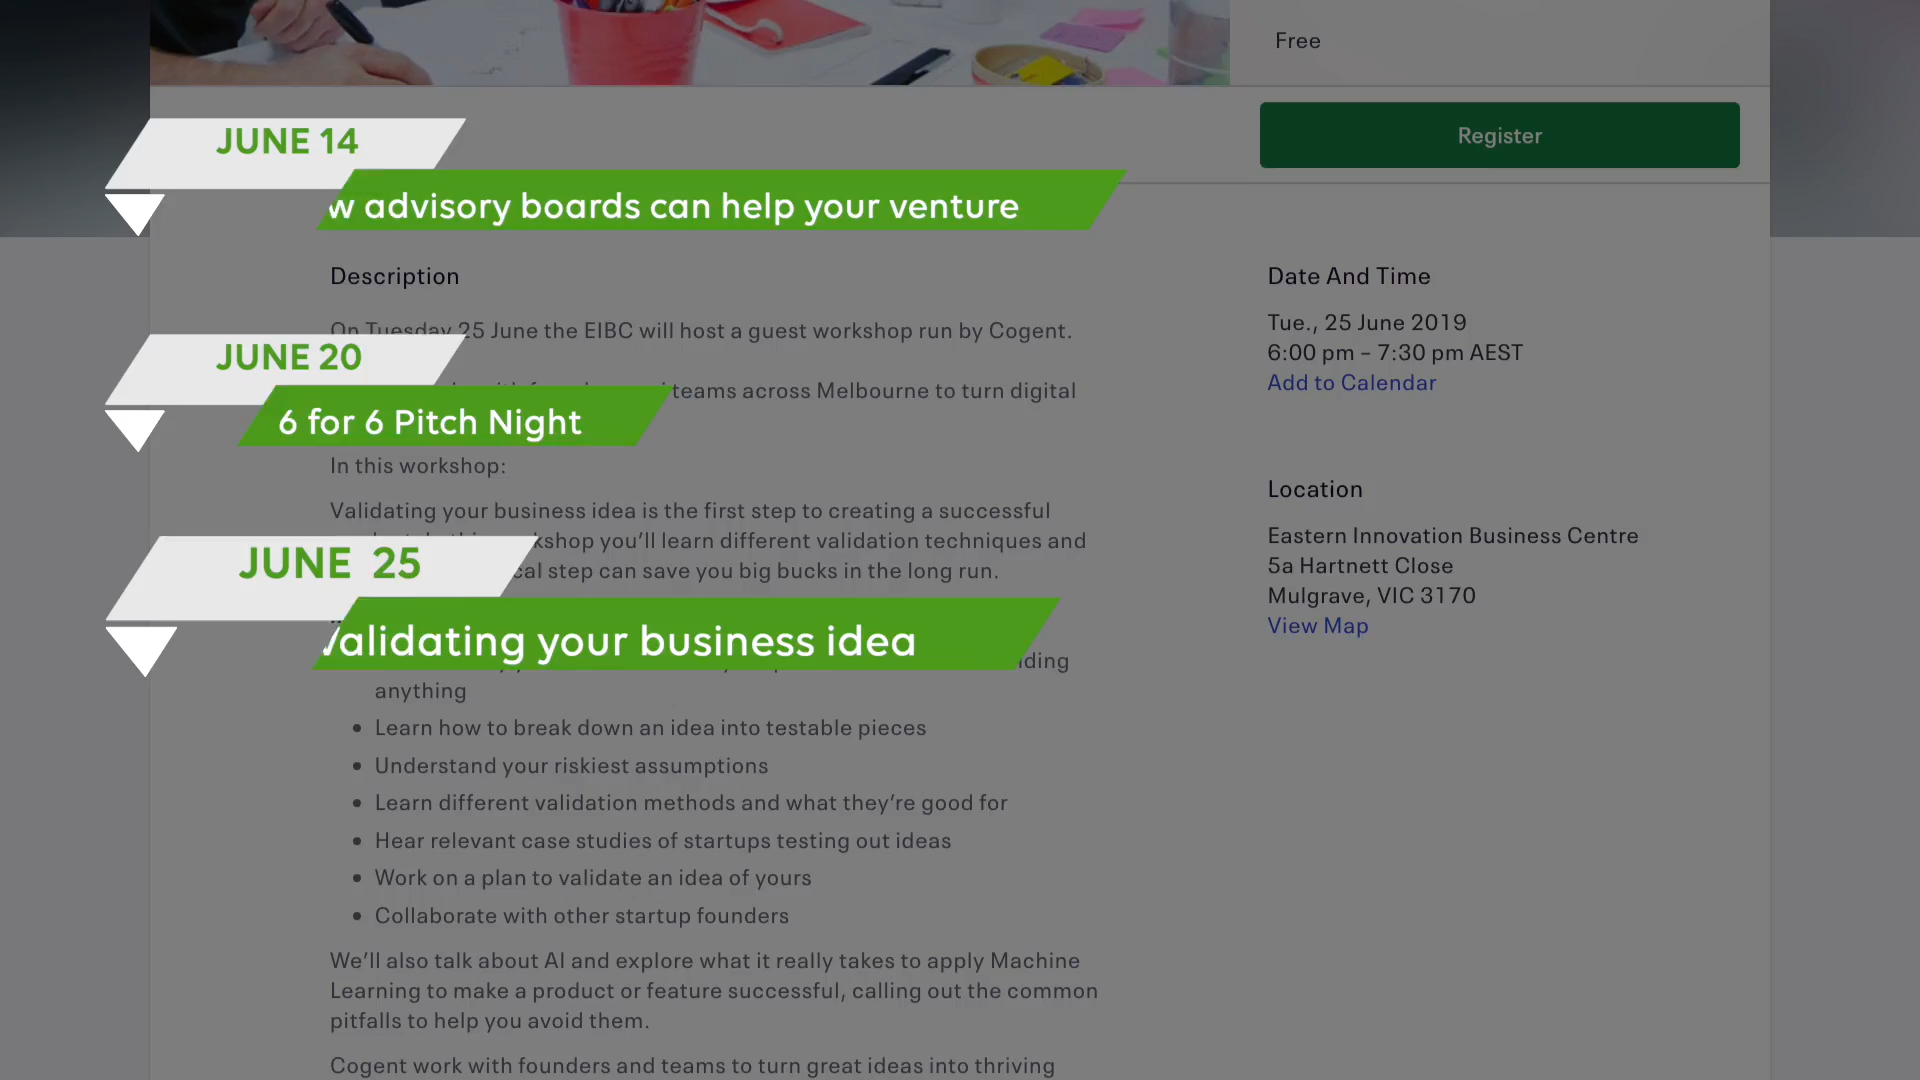 Free
Register
JUNE 14
advisory boards can help your venture
Description
On Tuesday 25 June the EIBC will host a guest workshop run by Cogent.
JUNE 20
teams across Melbourne to turn digital
6 for 6 Pitch Night
In this workshop:
Validating your business idea is the first step to creating a successful
you'll learn different validation techniques and
step can save you big bucks in the long run.
JUNE 25
Validating your business idea
anything
• Learn how to break down an idea into testable pieces
• Understand your riskiest assumptions
• Learn different validation methods and what they're good for
• Hear relevant case studies of startups testing out ideas
• Work on a plan to validate an idea of yours
• Collaborate with other startup founders
We'll also talk about AI and explore what it really takes to apply Machine
Learning to make a product or feature successful, calling out the common
pitfalls to help you avoid them.
Cogent work with founders and teams to turn great ideas into thriving
Date And Time
Tue., 25 June 2019
6:00 pm – 7:30 pm AEST
Add to Calendar
Location
Eastern Innovation Business Centre
5a Hartnett Close
Mulgrave, VIC 3170
View Map